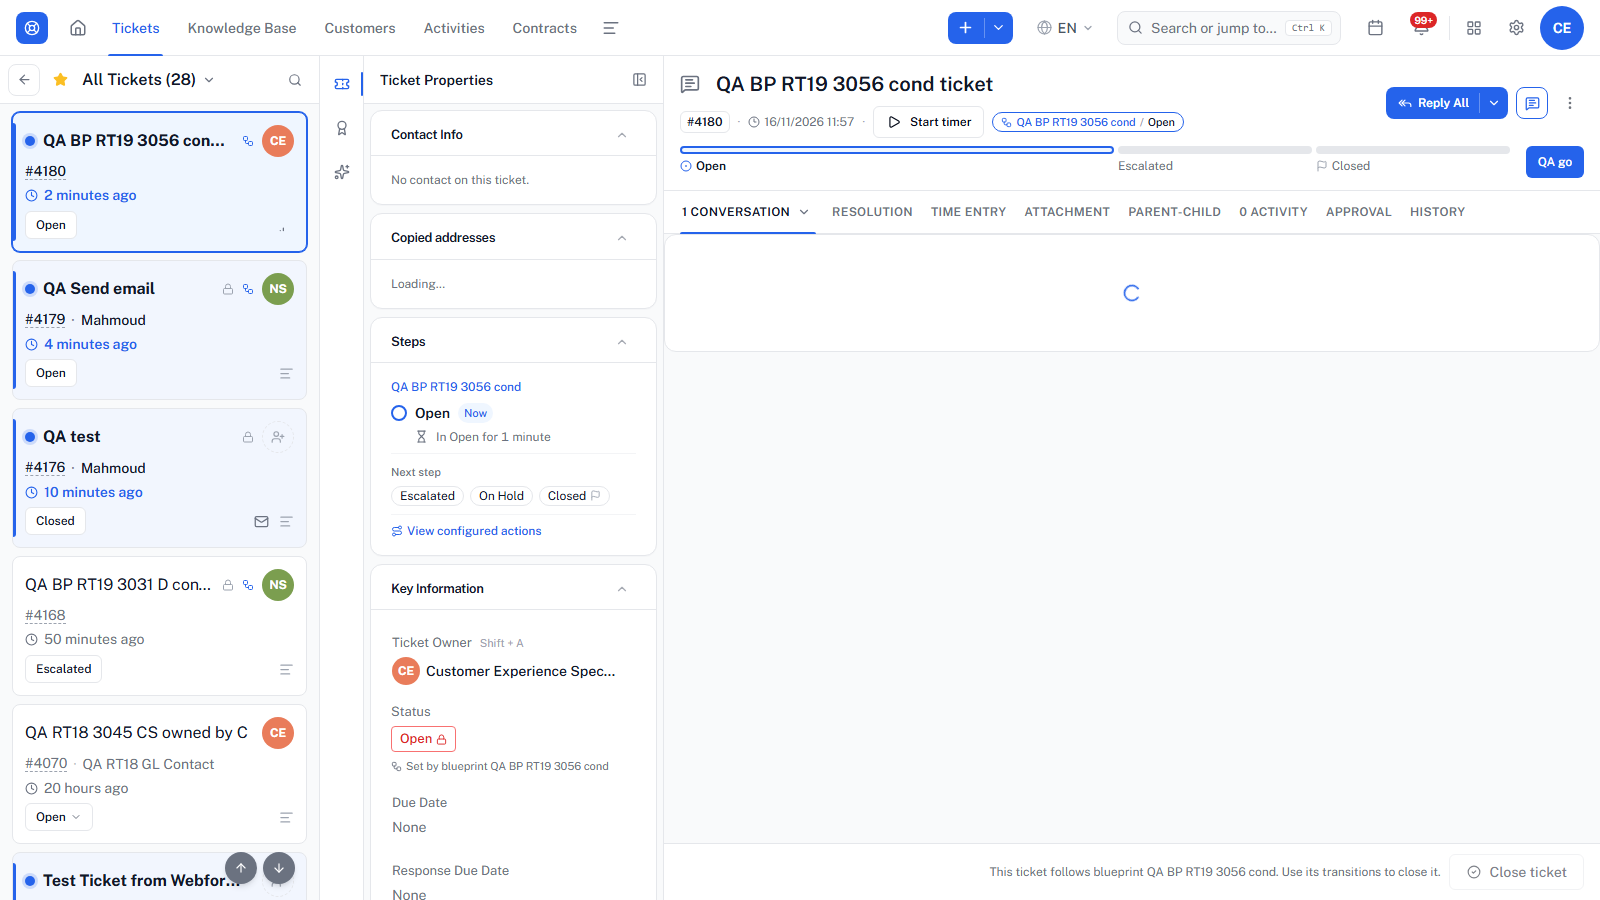 Tickets
Knowledge Base
Customers
Activities
Contracts
EN
Search or jump to...
Ctrl K
99+
CE
All Tickets (28)
QA BP RT19 3056 con...
CE
#4180
2 minutes ago
Open
QA Send email
NS
#4179 · Mahmoud
4 minutes ago
Open
QA test
#4176 · Mahmoud
10 minutes ago
Closed
QA BP RT19 3031 D con...
NS
#4168
50 minutes ago
Escalated
QA RT18 3045 CS owned by C
CE
#4070 · QA RT18 GL Contact
20 hours ago
Open
Test Ticket from Webfor...
Ticket Properties
Contact Info
No contact on this ticket.
Copied addresses
Loading...
Steps
QA BP RT19 3056 cond
Open Now
In Open for 1 minute
Next step
Escalated
On Hold
Closed
View configured actions
Key Information
Ticket Owner Shift + A
CE
Customer Experience Spec...
Status
Open
Set by blueprint QA BP RT19 3056 cond
Due Date
None
Response Due Date
None
QA BP RT19 3056 cond ticket
#4180 · 16/11/2026 11:57 ·
Start timer
QA BP RT19 3056 cond / Open
Reply All
Open
Escalated
Closed
QA go
1 CONVERSATION
RESOLUTION
TIME ENTRY
ATTACHMENT
PARENT-CHILD
0 ACTIVITY
APPROVAL
HISTORY
This ticket follows blueprint QA BP RT19 3056 cond. Use its transitions to close it.
Close ticket